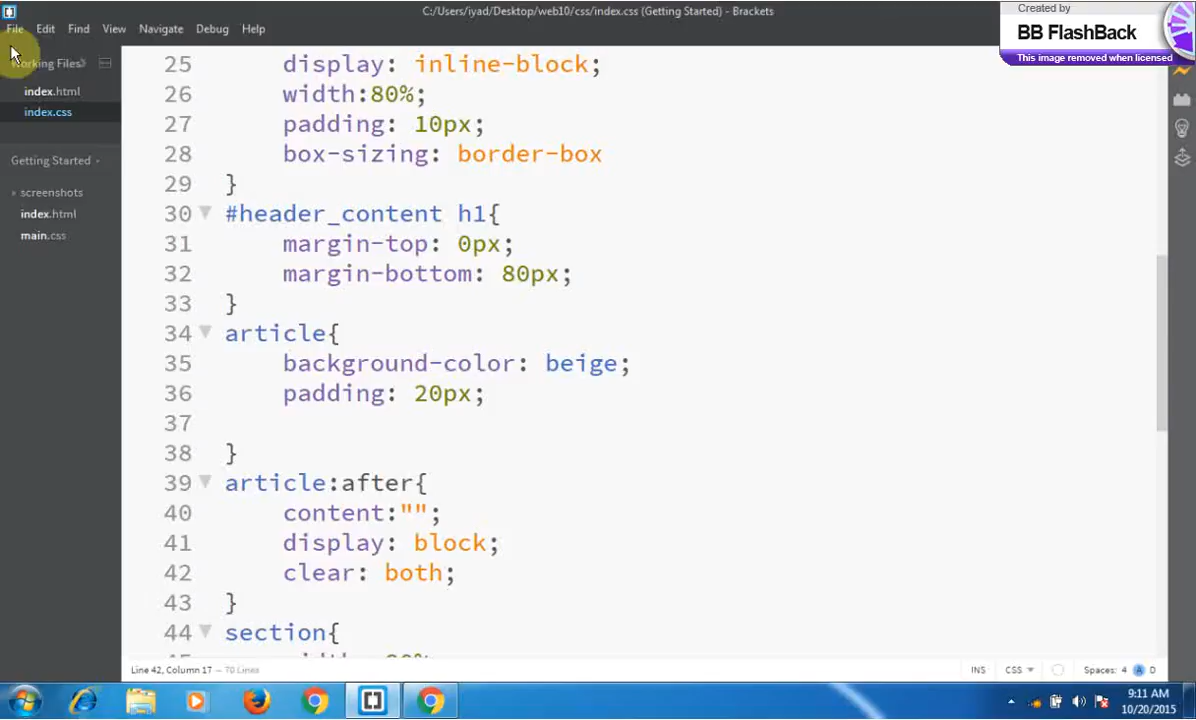 C:/Users/iyad/Desktop/web10/css/index.css (Getting Started) - Brackets
Created by
BB FlashBack
This image removed when licensed
File Edit Find View Navigate Debug Help
Working Files
index.html
index.css
Getting Started
screenshots
index.html
main.css
25 display: inline-block;
26 width:80%;
27 padding: 10px;
28 box-sizing: border-box
29 }
30 #header_content h1{
31 margin-top: 0px;
32 margin-bottom: 80px;
33 }
34 article{
35 background-color: beige;
36 padding: 20px;
37
38 }
39 article:after{
40 content:"";
41 display: block;
42 clear: both;
43 }
44 section{
Line 42, Column 17 — 70 Lines
INS CSS Spaces: 4 D
9:11 AM
10/20/2015